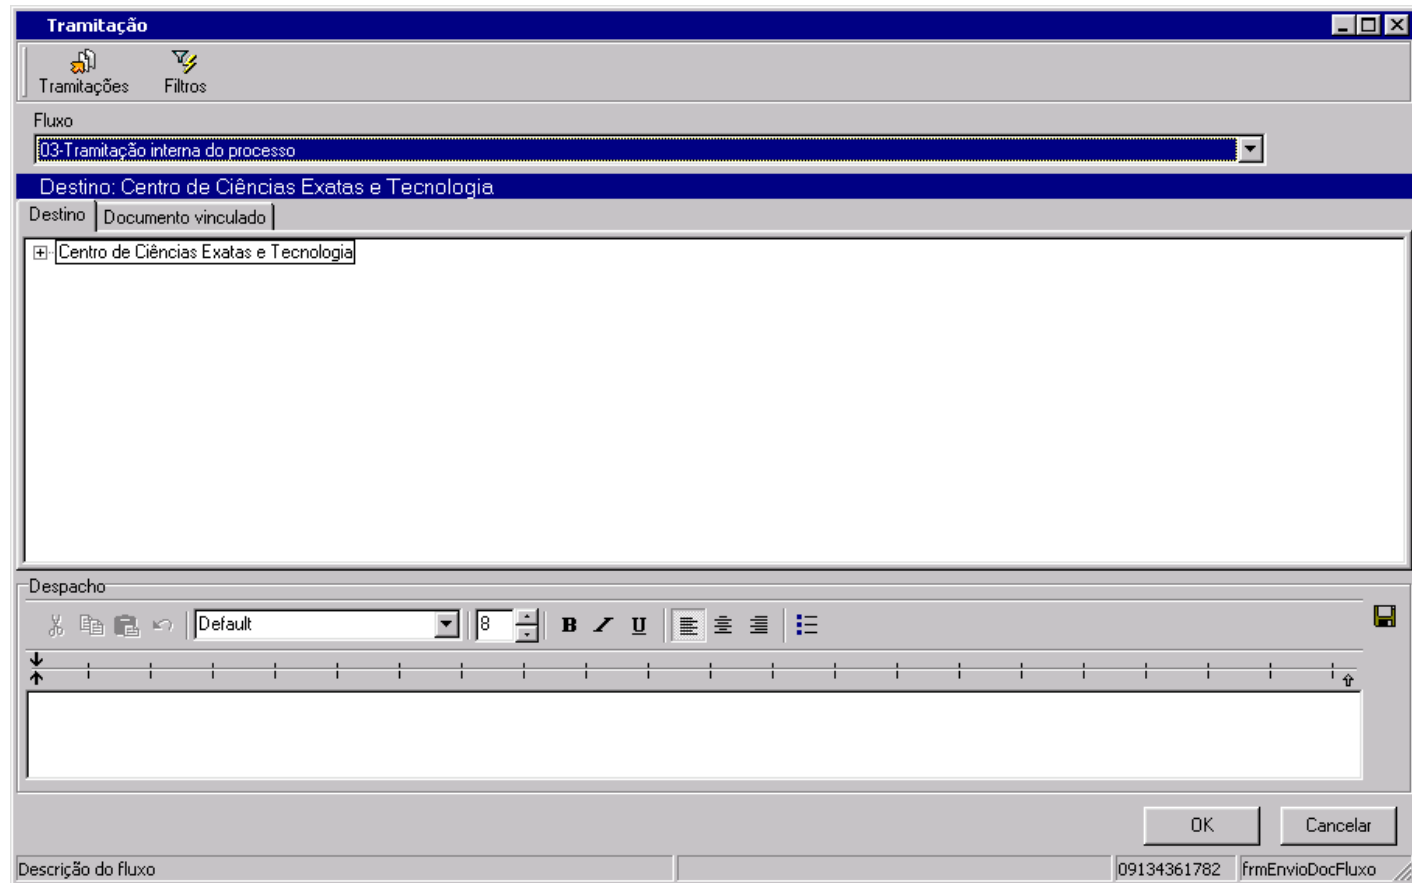 Tramitação
Tramitações Filtros
Fluxo
03-Tramitação interna do processo
Destino: Centro de Ciências Exatas e Tecnologia
Destino Documento vinculado
Centro de Ciências Exatas e Tecnologia
Despacho
Default 8 B I U
OK Cancelar
Descrição do fluxo 09134361782 frmEnvioDocFluxo